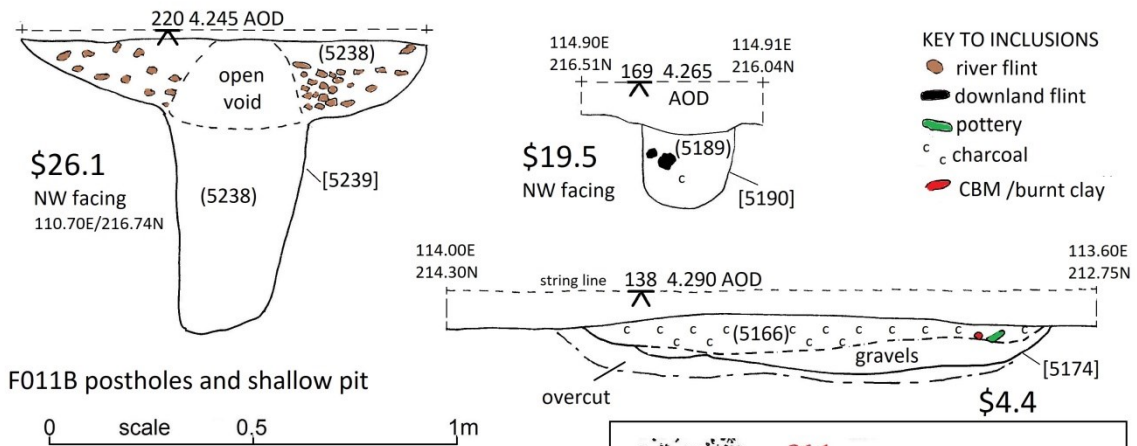 220 4.245 AOD
(5238)
open
void
$26.1
NW facing
110.70E/216.74N
(5238)
[5239]
114.90E
216.51N
114.91E
216.04N
169 4.265
AOD
(5189)
$19.5
NW facing
c
[5190]
KEY TO INCLUSIONS
river flint
downland flint
pottery
c c charcoal
CBM /burnt clay
114.00E
214.30N
113.60E
212.75N
string line
138 4.290 AOD
c c c c (5166) c c c c c c c
c c c c c
gravels
[5174]
overcut
$4.4
F011B postholes and shallow pit
0 scale 0.5 1m